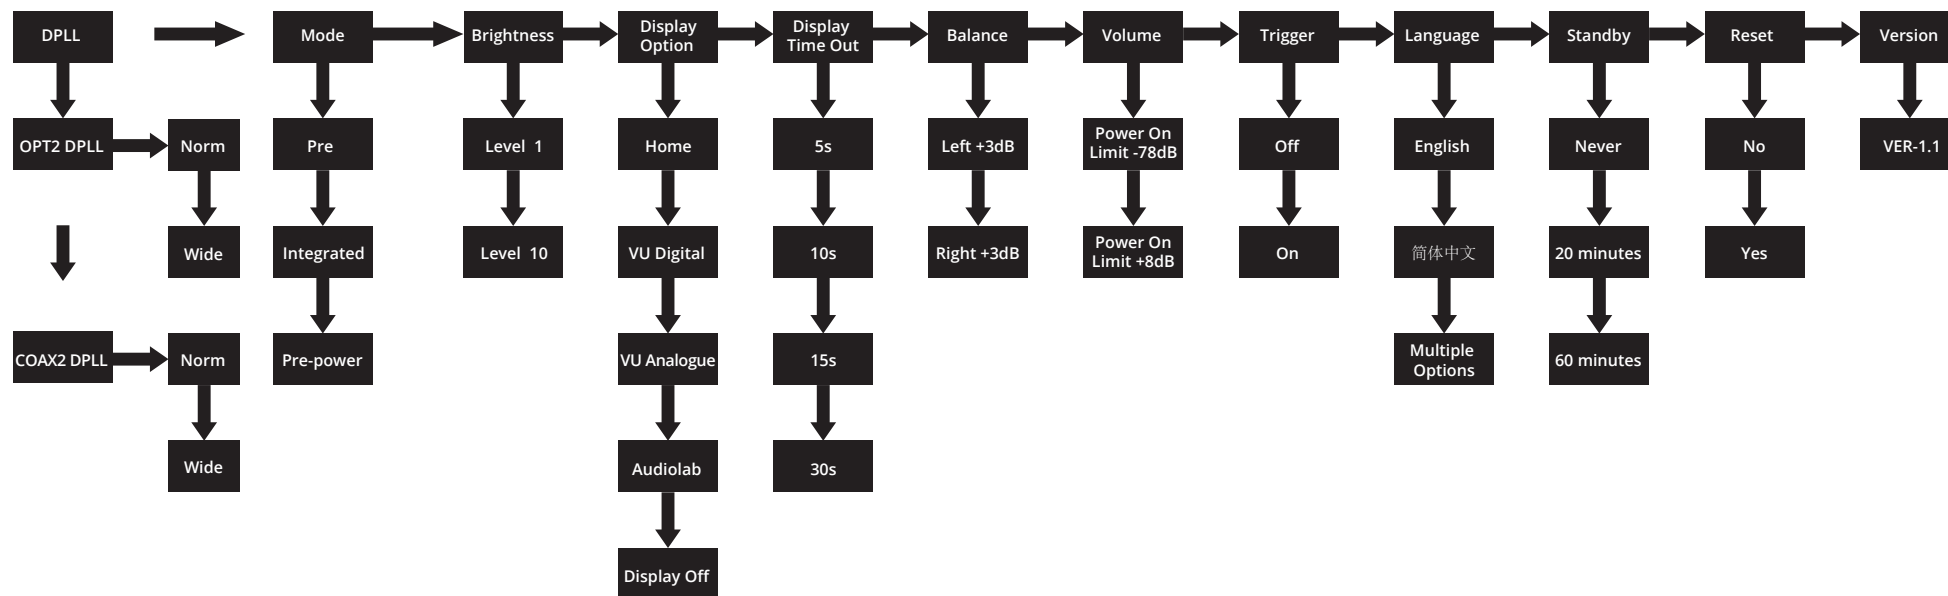 DPLL
Mode
Brightness
Display
Option
Display
Time Out
Balance
Volume
Trigger
Language
Standby
Reset
Version
OPT2 DPLL
Norm
Pre
Level 1
Home
5s
Left +3dB
Power On
Limit -78dB
Off
English
Never
No
VER-1.1
Wide
Integrated
Level 10
VU Digital
10s
Right +3dB
Power On
Limit +8dB
On
简体中文
20 minutes
Yes
COAX2 DPLL
Norm
Pre-power
VU Analogue
15s
Multiple
Options
60 minutes
Wide
Audiolab
30s
Display Off